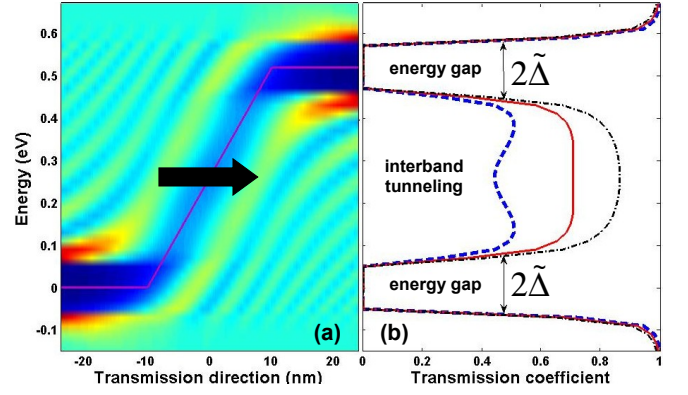 Energy (eV)
0.6
0.5
0.4
0.3
0.2
0.1
0
-0.1
-20
-10
0
10
20
Transmission direction (nm)
(a)
energy gap
2Δ̃
interband
tunneling
energy gap
2Δ̃
(b)
0
0.2
0.4
0.6
0.8
1
Transmission coefficient